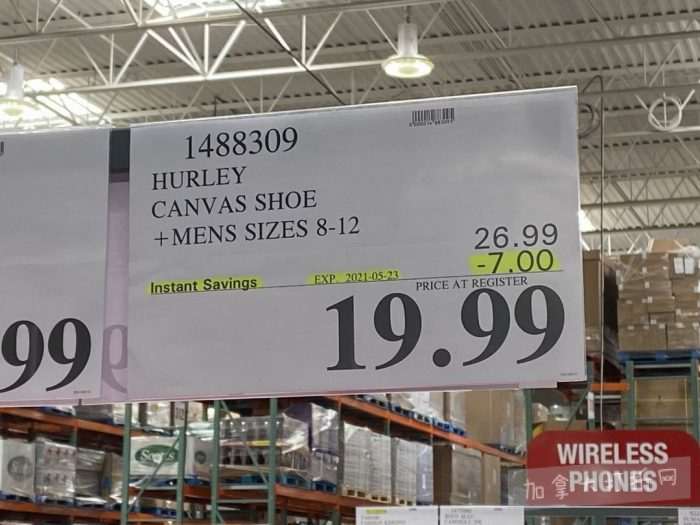 1488309
HURLEY
CANVAS SHOE
+MENS SIZES 8-12
26.99
-7.00
Instant Savings
EXP. 2021-05-23
PRICE AT REGISTER
19.99
99
Scotts
WIRELESS
PHONES